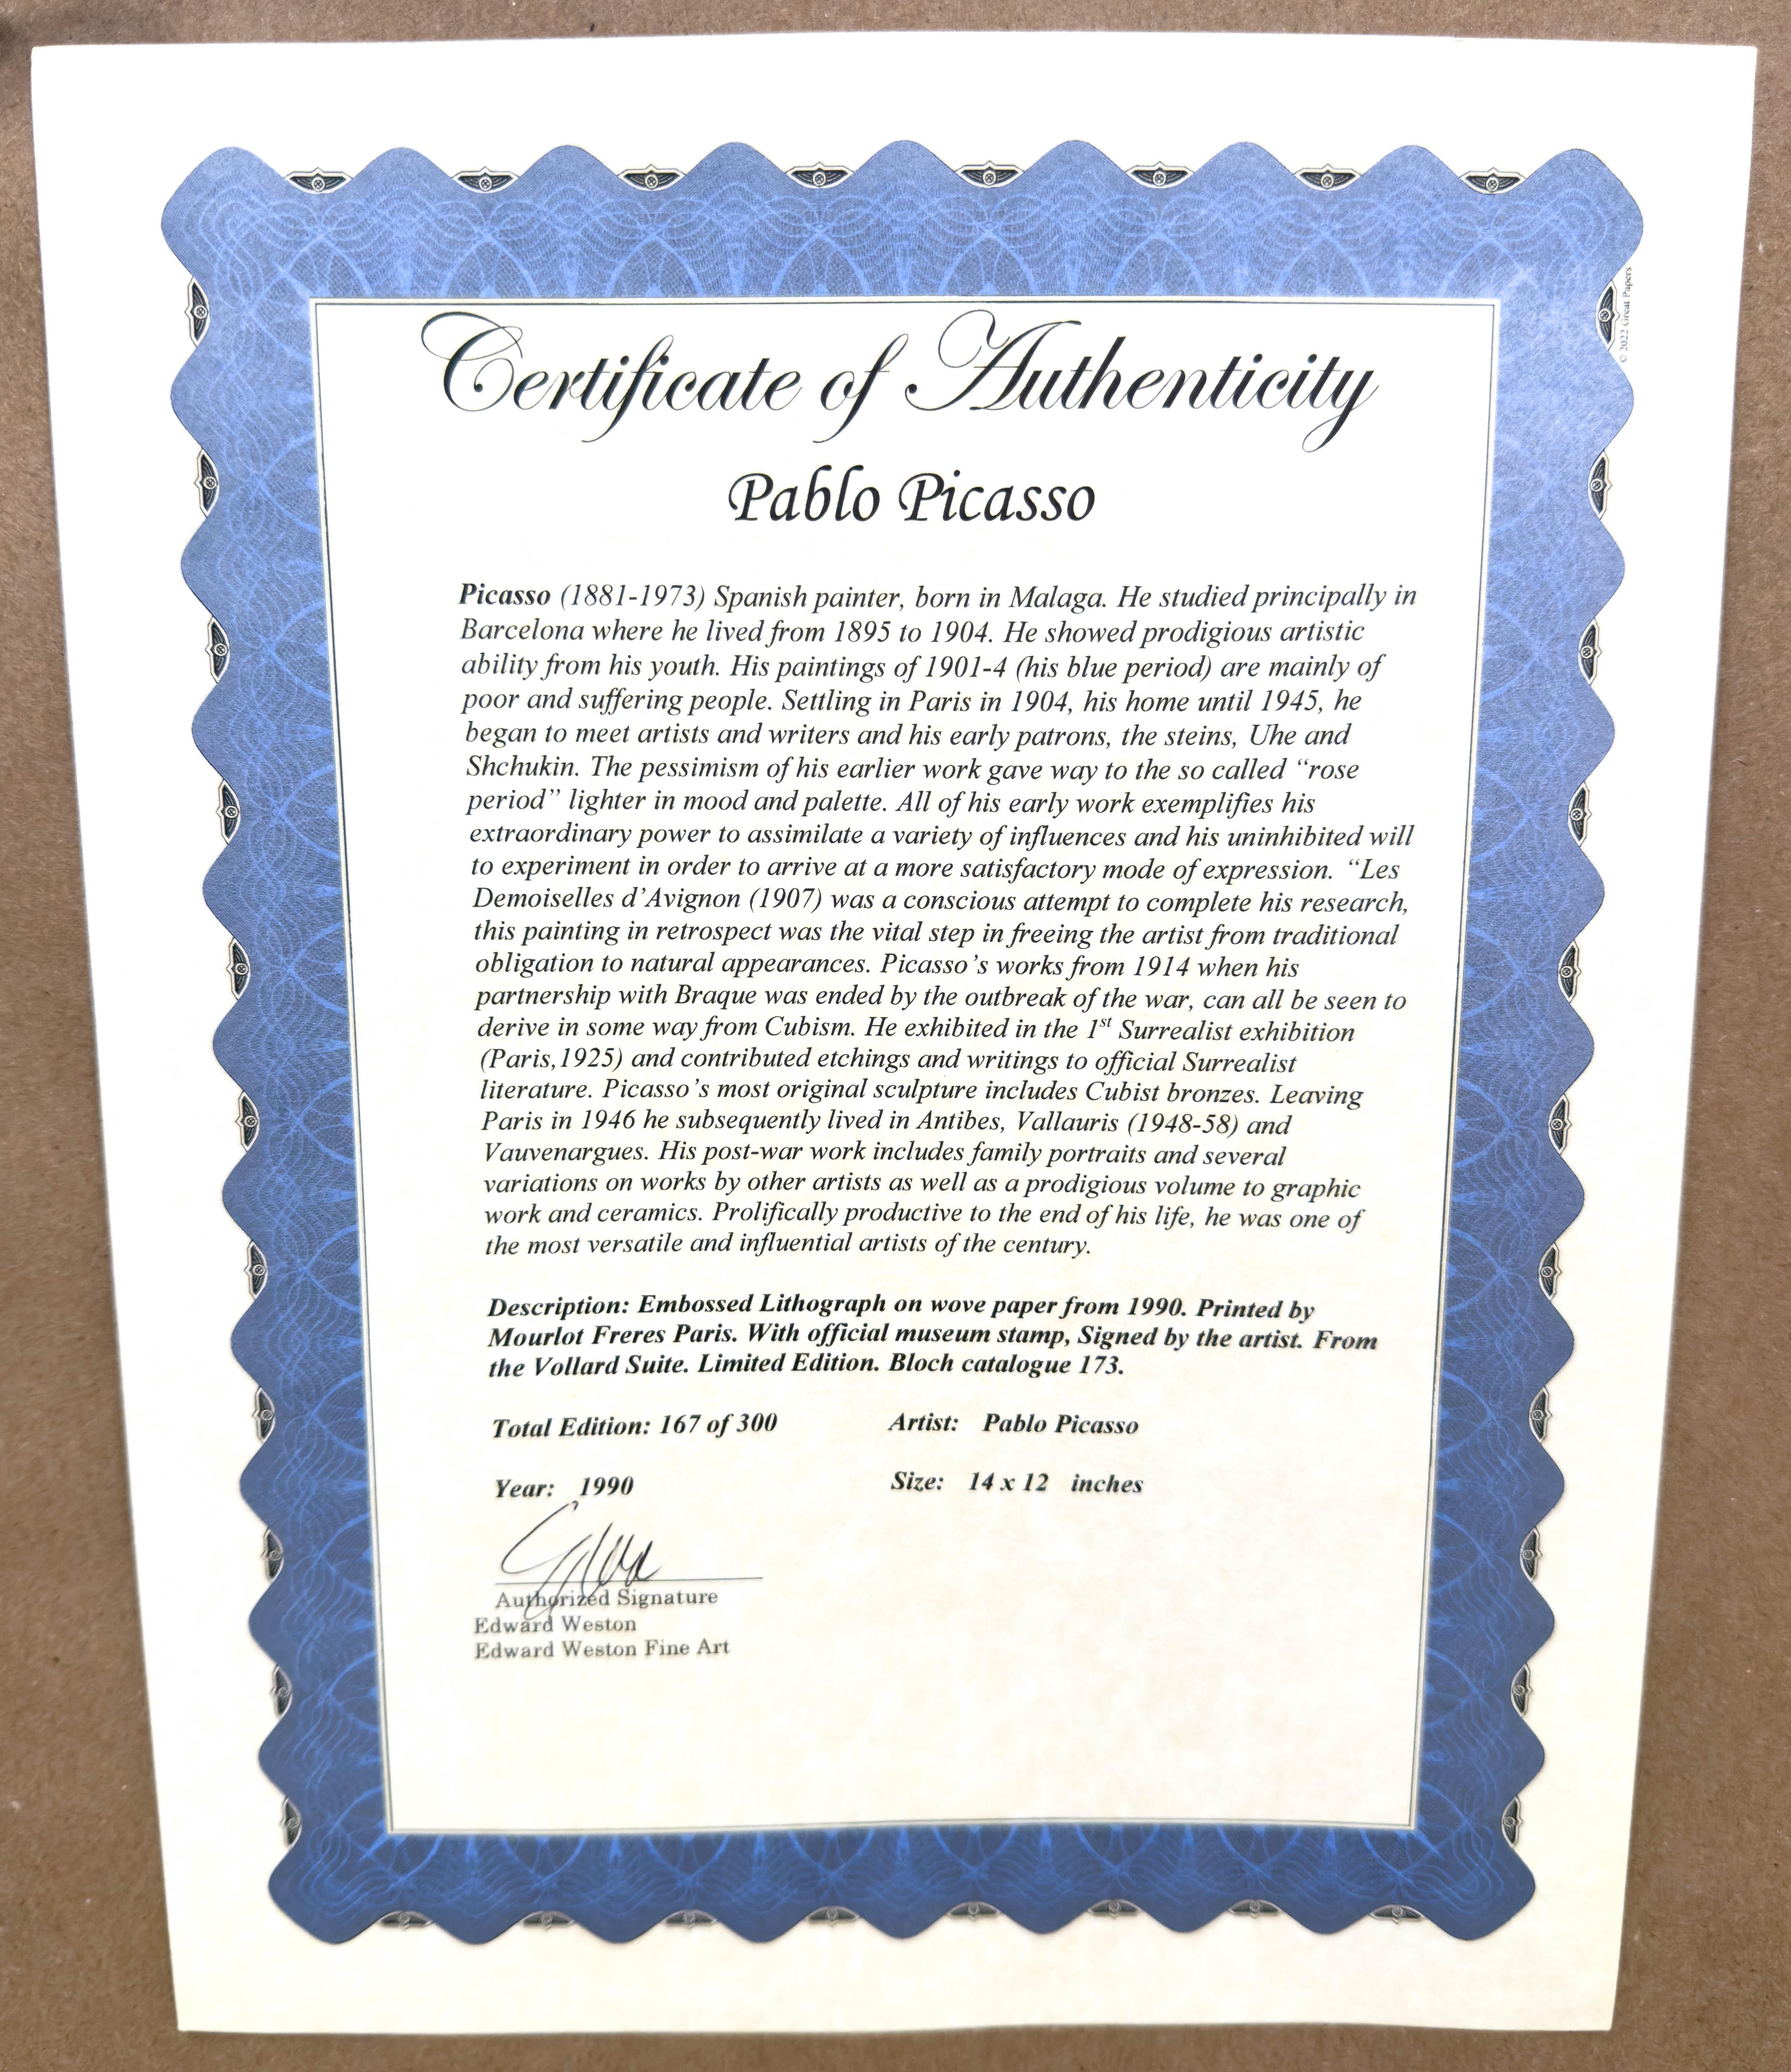 Certificate of Authenticity
Pablo Picasso
Picasso (1881-1973) Spanish painter, born in Malaga. He studied principally in
Barcelona where he lived from 1895 to 1904. He showed prodigious artistic
ability from his youth. His paintings of 1901-4 (his blue period) are mainly of
poor and suffering people. Settling in Paris in 1904, his home until 1945, he
began to meet artists and writers and his early patrons, the steins, Uhe and
Shchukin. The pessimism of his earlier work gave way to the so called “rose
period” lighter in mood and palette. All of his early work exemplifies his
extraordinary power to assimilate a variety of influences and his uninhibited will
to experiment in order to arrive at a more satisfactory mode of expression. “Les
Demoiselles d’Avignon (1907) was a conscious attempt to complete his research,
this painting in retrospect was the vital step in freeing the artist from traditional
obligation to natural appearances. Picasso’s works from 1914 when his
partnership with Braque was ended by the outbreak of the war, can all be seen to
derive in some way from Cubism. He exhibited in the 1st Surrealist exhibition
(Paris,1925) and contributed etchings and writings to official Surrealist
literature. Picasso’s most original sculpture includes Cubist bronzes. Leaving
Paris in 1946 he subsequently lived in Antibes, Vallauris (1948-58) and
Vauvenargues. His post-war work includes family portraits and several
variations on works by other artists as well as a prodigious volume to graphic
work and ceramics. Prolifically productive to the end of his life, he was one of
the most versatile and influential artists of the century.
Description: Embossed Lithograph on wove paper from 1990. Printed by
Mourlot Freres Paris. With official museum stamp, Signed by the artist. From
the Vollard Suite. Limited Edition. Bloch catalogue 173.
Total Edition: 167 of 300 Artist: Pablo Picasso
Year: 1990 Size: 14 x 12 inches
Authorized Signature
Edward Weston
Edward Weston Fine Art
© 2022 Great Papers